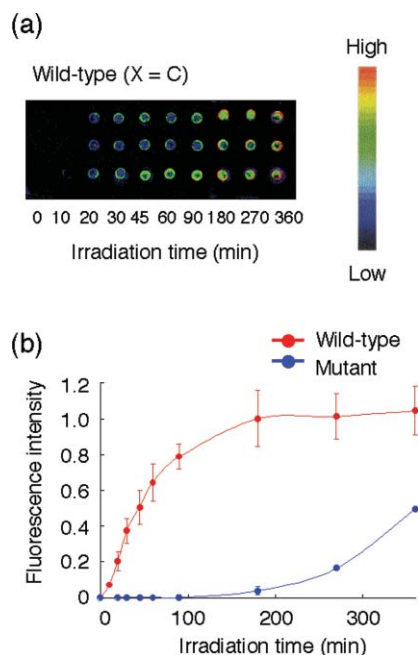 (a)
High
Wild-type (X = C)
0 10 20 30 45 60 90 180 270 360
Irradiation time (min)
Low
(b)
Wild-type
Mutant
1.2
1.0
0.8
0.6
0.4
0.2
0
Fluorescence intensity
0 100 200 300
Irradiation time (min)